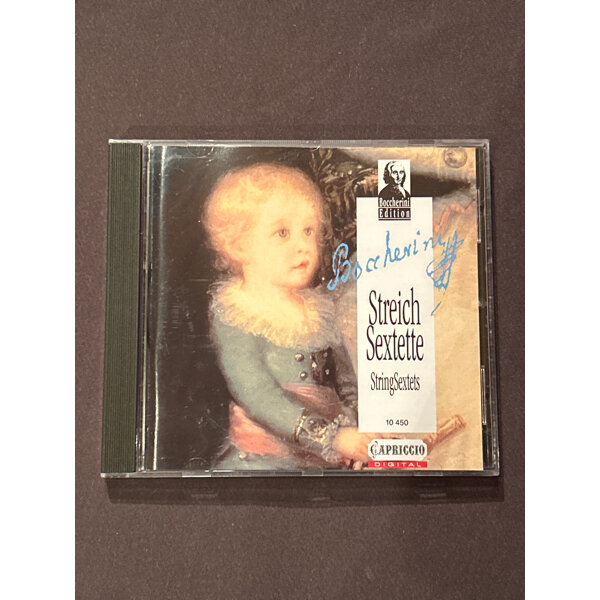 Boccherini
Edition
Boccherini
Streich
Sextette
StringSextets
10 450
CAPRICCIO
DIGITAL